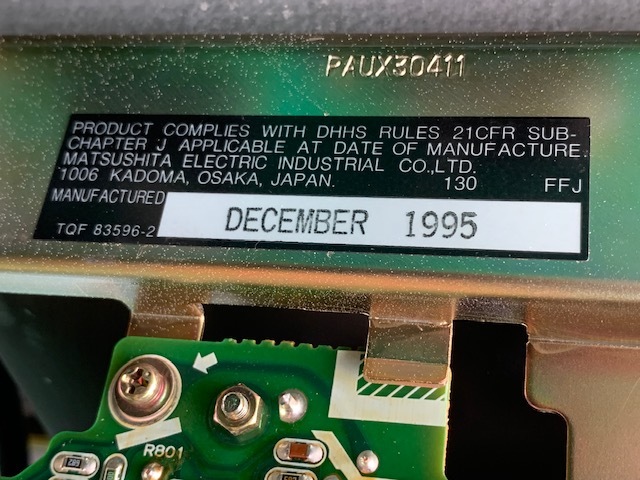 PAUX30411
PRODUCT COMPLIES WITH DHHS RULES 21CFR SUB-
CHAPTER J APPLICABLE AT DATE OF MANUFACTURE.
MATSUSHITA ELECTRIC INDUSTRIAL CO.,LTD.
1006 KADOMA, OSAKA, JAPAN. 130 FFJ
MANUFACTURED
DECEMBER 1995
TQF 83596-2
R801